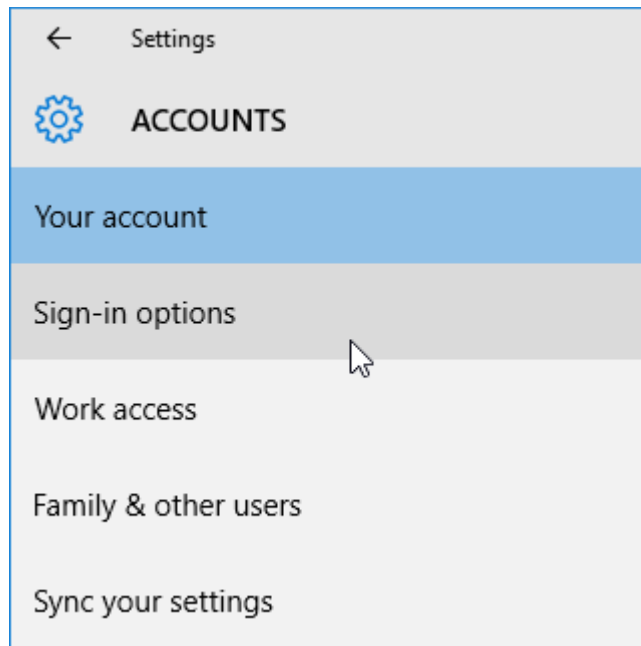 Settings
ACCOUNTS
Your account
Sign-in options
Work access
Family & other users
Sync your settings